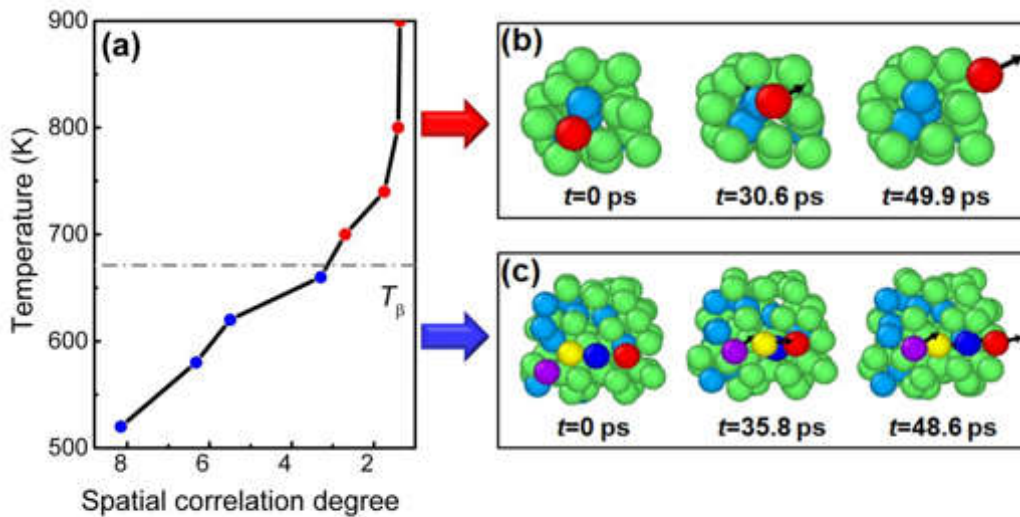 (a)
900
800
700
600
500
Temperature (K)
Tβ
8 6 4 2
Spatial correlation degree
(b)
t=0 ps t=30.6 ps t=49.9 ps
(c)
t=0 ps t=35.8 ps t=48.6 ps